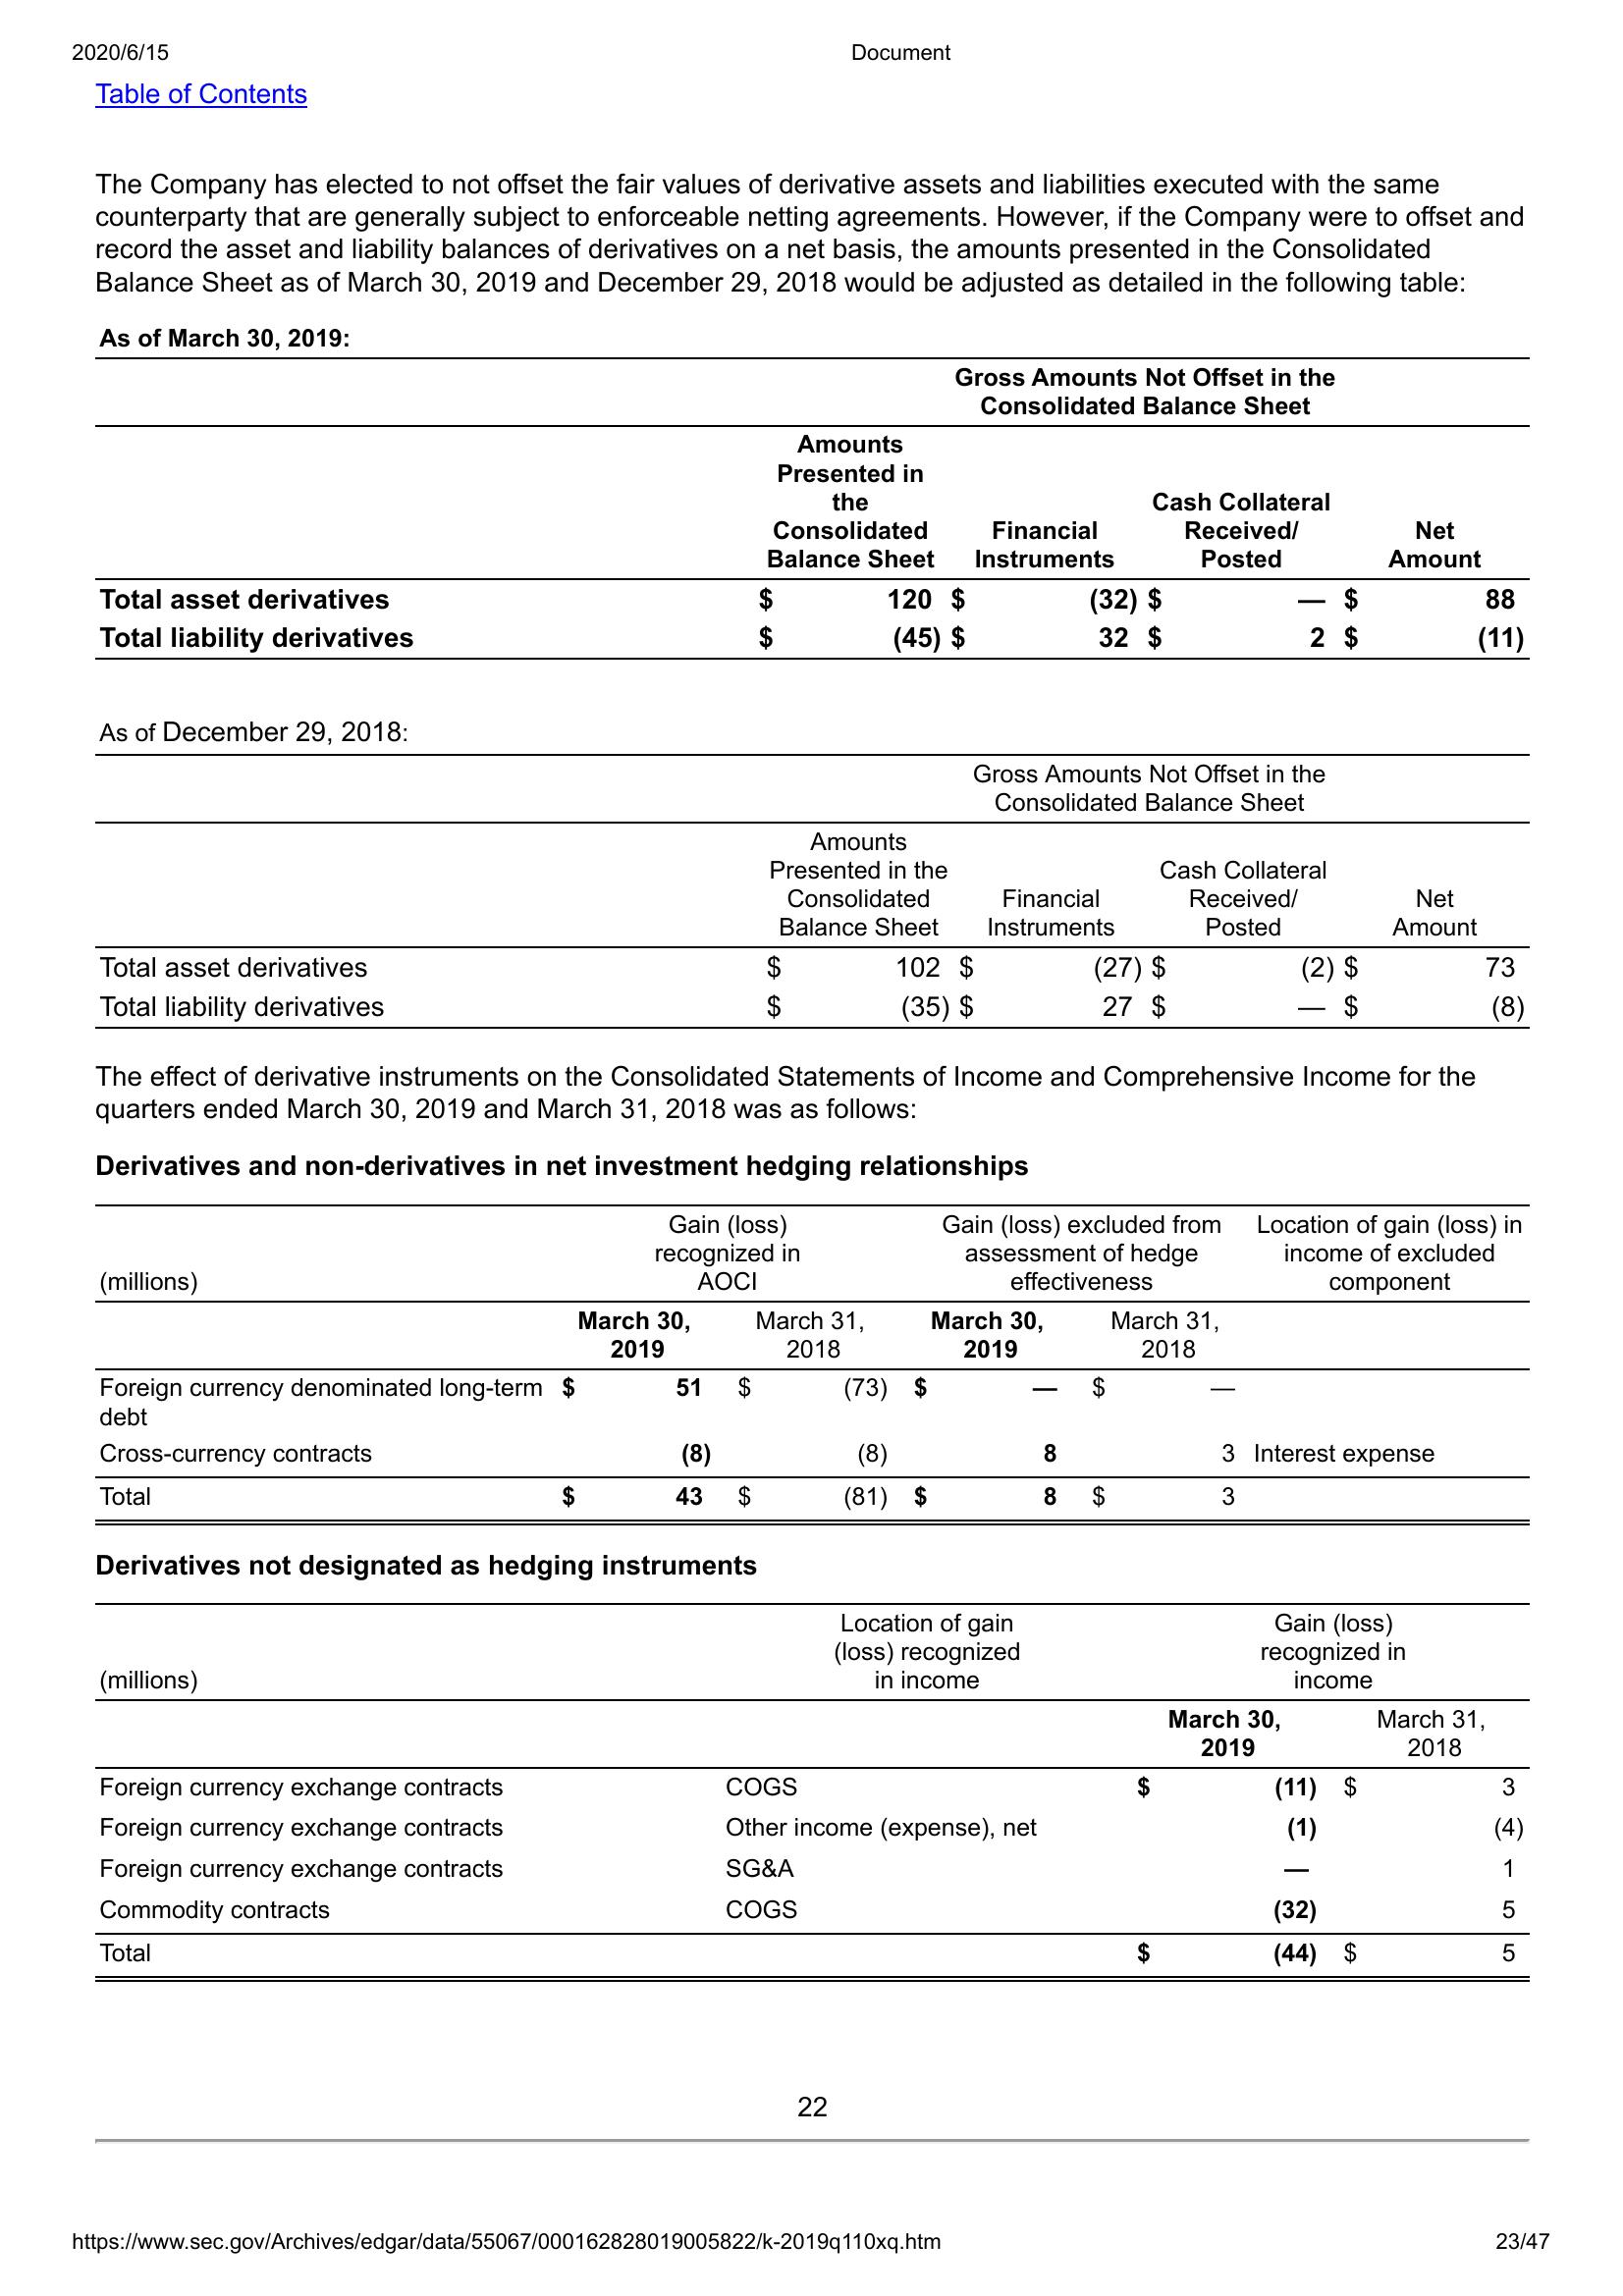 2020/6/15 Document
Table of Contents
The Company has elected to not offset the fair values of derivative assets and liabilities executed with the same
counterparty that are generally subject to enforceable netting agreements. However, if the Company were to offset and
record the asset and liability balances of derivatives on a net basis, the amounts presented in the Consolidated
Balance Sheet as of March 30, 2019 and December 29, 2018 would be adjusted as detailed in the following table:
As of March 30, 2019:
Gross Amounts Not Offset in the
Consolidated Balance Sheet
Amounts
Presented in
the
Consolidated
Balance Sheet
Financial
Instruments
Cash Collateral
Received/
Posted
Net
Amount
Total asset derivatives $ 120 $ (32) $ — $ 88
Total liability derivatives $ (45) $ 32 $ 2 $ (11)
As of December 29, 2018:
Gross Amounts Not Offset in the
Consolidated Balance Sheet
Amounts
Presented in the
Consolidated
Balance Sheet
Financial
Instruments
Cash Collateral
Received/
Posted
Net
Amount
Total asset derivatives $ 102 $ (27) $ (2) $ 73
Total liability derivatives $ (35) $ 27 $ — $ (8)
The effect of derivative instruments on the Consolidated Statements of Income and Comprehensive Income for the
quarters ended March 30, 2019 and March 31, 2018 was as follows:
Derivatives and non-derivatives in net investment hedging relationships
(millions)
Gain (loss)
recognized in
AOCI
Gain (loss) excluded from
assessment of hedge
effectiveness
Location of gain (loss) in
income of excluded
component
March 30,
2019
March 31,
2018
March 30,
2019
March 31,
2018
Foreign currency denominated long-term $ 51 $ (73) $ — $ —
debt
Cross-currency contracts (8) (8) 8 3 Interest expense
Total $ 43 $ (81) $ 8 $ 3
Derivatives not designated as hedging instruments
(millions)
Location of gain
(loss) recognized
in income
Gain (loss)
recognized in
income
March 30,
2019
March 31,
2018
Foreign currency exchange contracts COGS $ (11) $ 3
Foreign currency exchange contracts Other income (expense), net (1) (4)
Foreign currency exchange contracts SG&A — 1
Commodity contracts COGS (32) 5
Total $ (44) $ 5
22
https://www.sec.gov/Archives/edgar/data/55067/000162828019005822/k-2019q110xq.htm 23/47